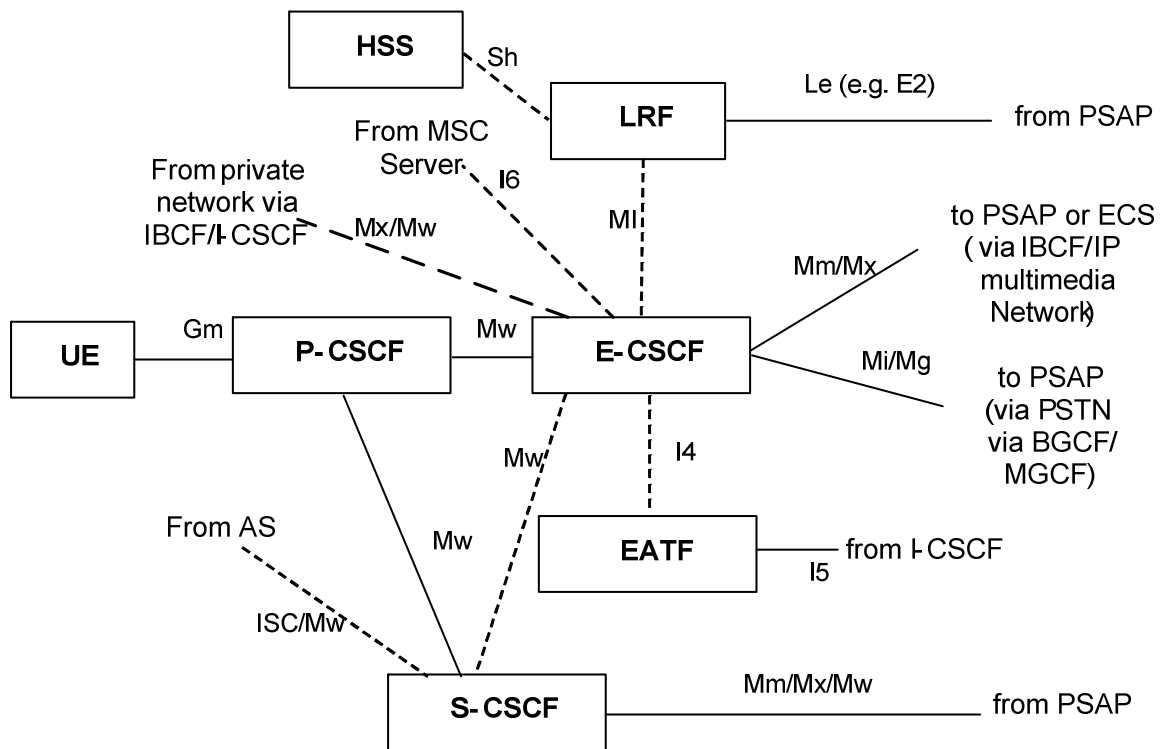 HSS
Sh
LRF
Le (e.g. E2)
from PSAP
From MSC
Server
I6
From private
network via
IBCF/I-CSCF
Mx/Mw
Ml
to PSAP or ECS
( via IBCF/IP
multimedia
Network)
Mm/Mx
UE
Gm
P- CSCF
Mw
E- CSCF
Mi/Mg
to PSAP
(via PSTN
via BGCF/
MGCF)
Mw
I4
From AS
Mw
EATF
I5
from I-CSCF
ISC/Mw
S- CSCF
Mm/Mx/Mw
from PSAP